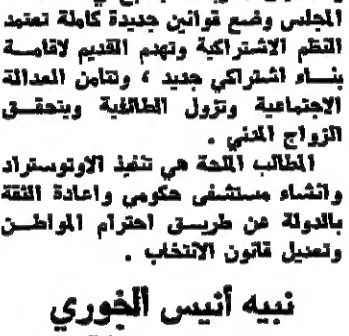 المجلس وضع قوانين جديدة كاملة تعتمد
النظم الاشتراكية وتهدم القديم لاقامـة
بنـاء اشتراكي جديد ، وتتأمن العدالة
الاجتماعية وتزول الطائفية ويتحقـق
الزواج المدني .
المطالب الملحة هي تنفيذ الاوتوستراد
وانشاء مستشفى حكومي واعادة الثقة
بالدولة عن طريـق احترام المواطـن
وتعديل قانون الانتخاب .
نبيه أنيس الخوري